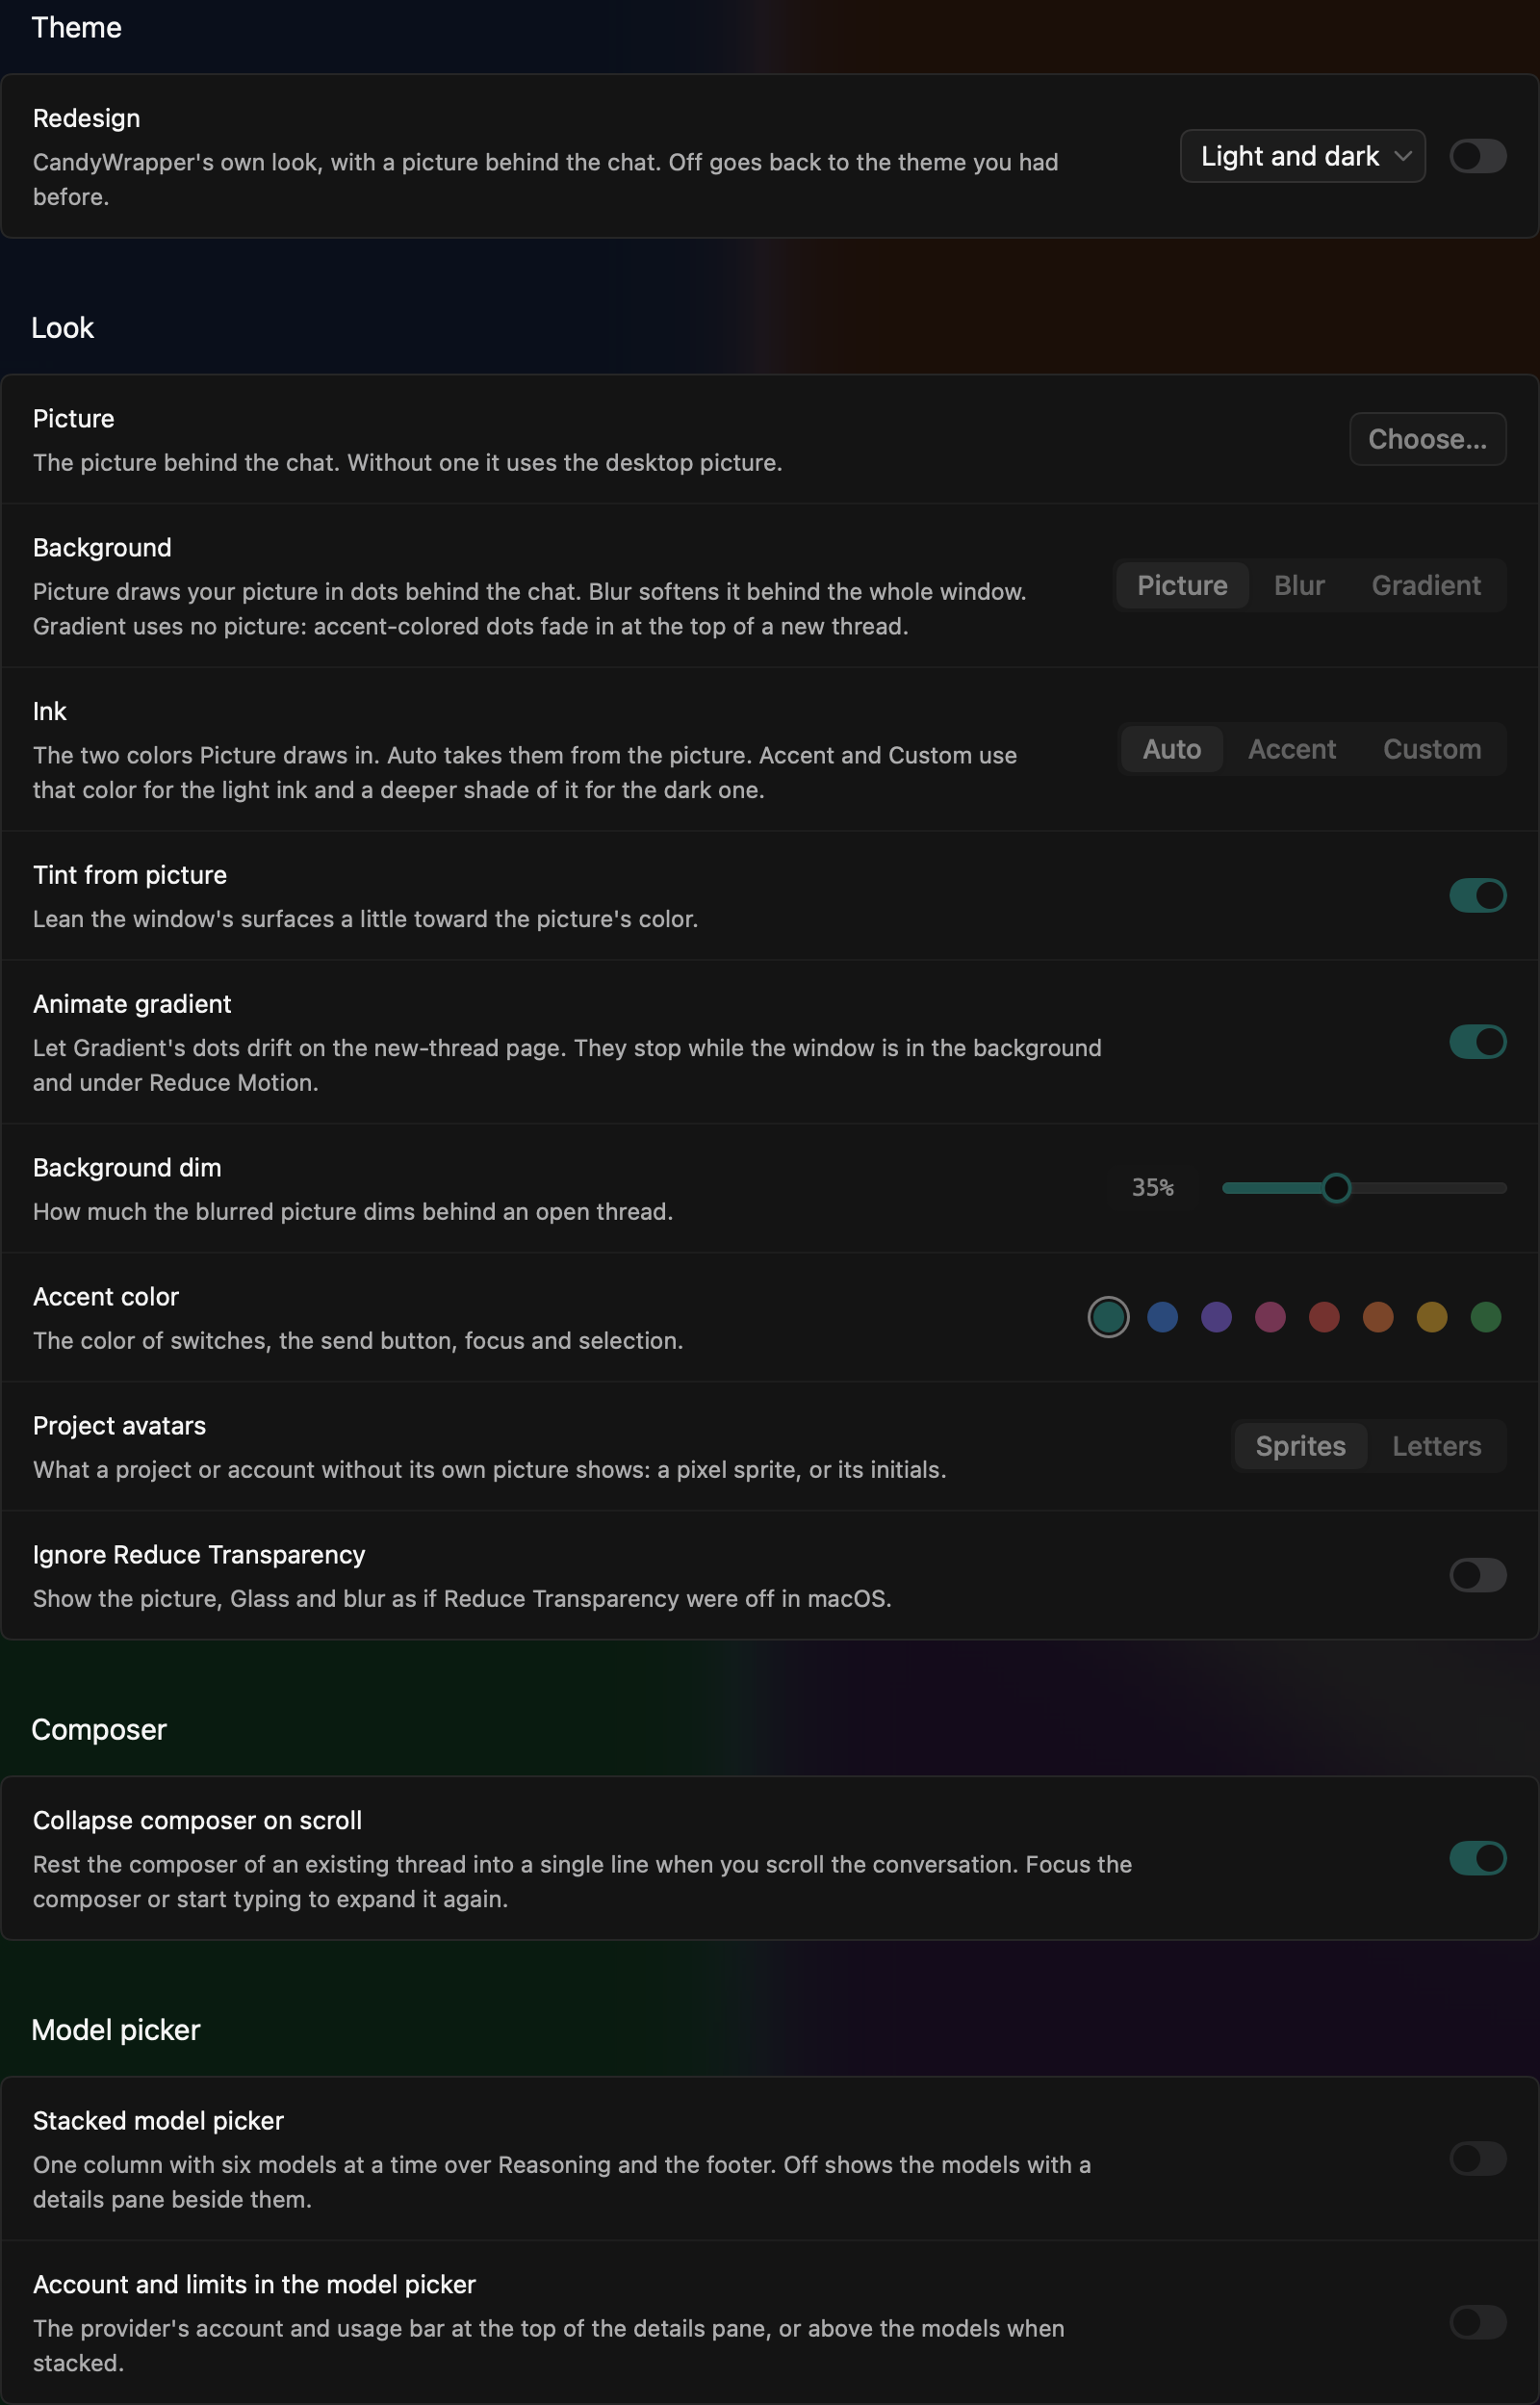 Theme
Redesign
CandyWrapper's own look, with a picture behind the chat. Off goes back to the theme you had
before.
Light and dark
Look
Picture
The picture behind the chat. Without one it uses the desktop picture.
Choose...
Background
Picture draws your picture in dots behind the chat. Blur softens it behind the whole window.
Gradient uses no picture: accent-colored dots fade in at the top of a new thread.
Picture Blur Gradient
Ink
The two colors Picture draws in. Auto takes them from the picture. Accent and Custom use
that color for the light ink and a deeper shade of it for the dark one.
Auto Accent Custom
Tint from picture
Lean the window's surfaces a little toward the picture's color.
Animate gradient
Let Gradient's dots drift on the new-thread page. They stop while the window is in the background
and under Reduce Motion.
Background dim
How much the blurred picture dims behind an open thread.
35%
Accent color
The color of switches, the send button, focus and selection.
Project avatars
What a project or account without its own picture shows: a pixel sprite, or its initials.
Sprites Letters
Ignore Reduce Transparency
Show the picture, Glass and blur as if Reduce Transparency were off in macOS.
Composer
Collapse composer on scroll
Rest the composer of an existing thread into a single line when you scroll the conversation. Focus the
composer or start typing to expand it again.
Model picker
Stacked model picker
One column with six models at a time over Reasoning and the footer. Off shows the models with a
details pane beside them.
Account and limits in the model picker
The provider's account and usage bar at the top of the details pane, or above the models when
stacked.